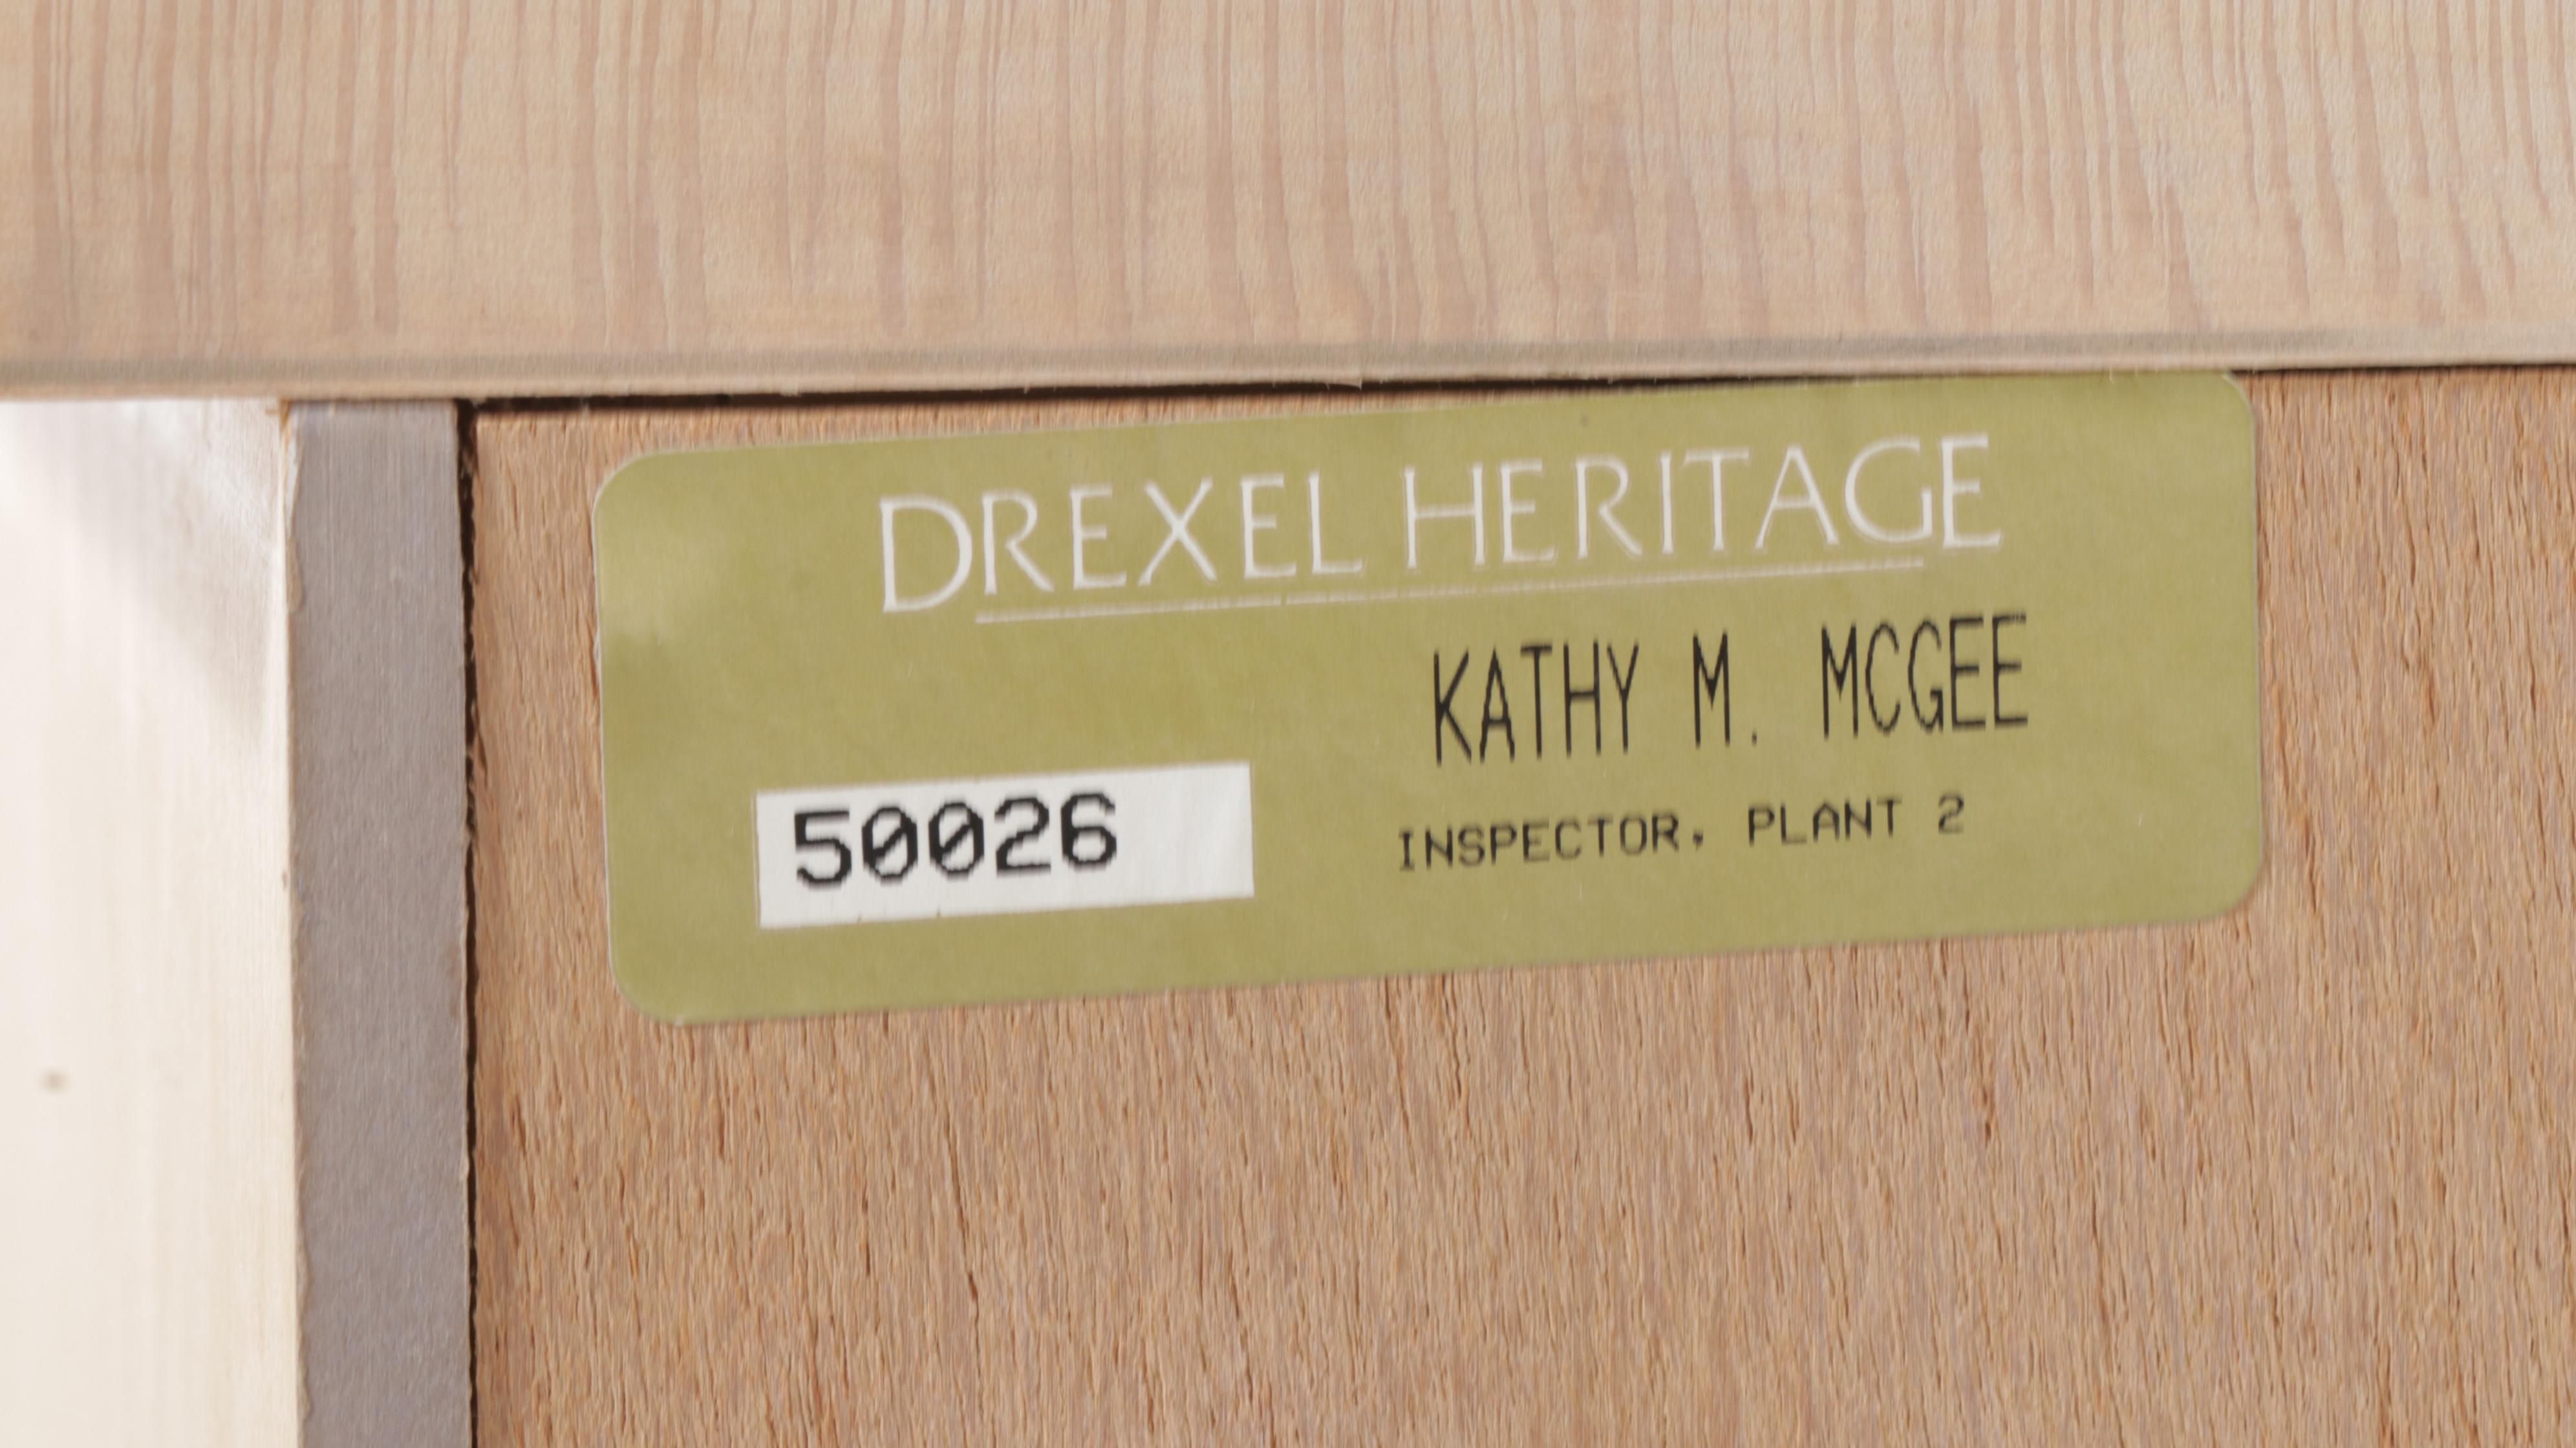 DREXEL HERITAGE
KATHY M. MCGEE
50026
INSPECTOR, PLANT 2